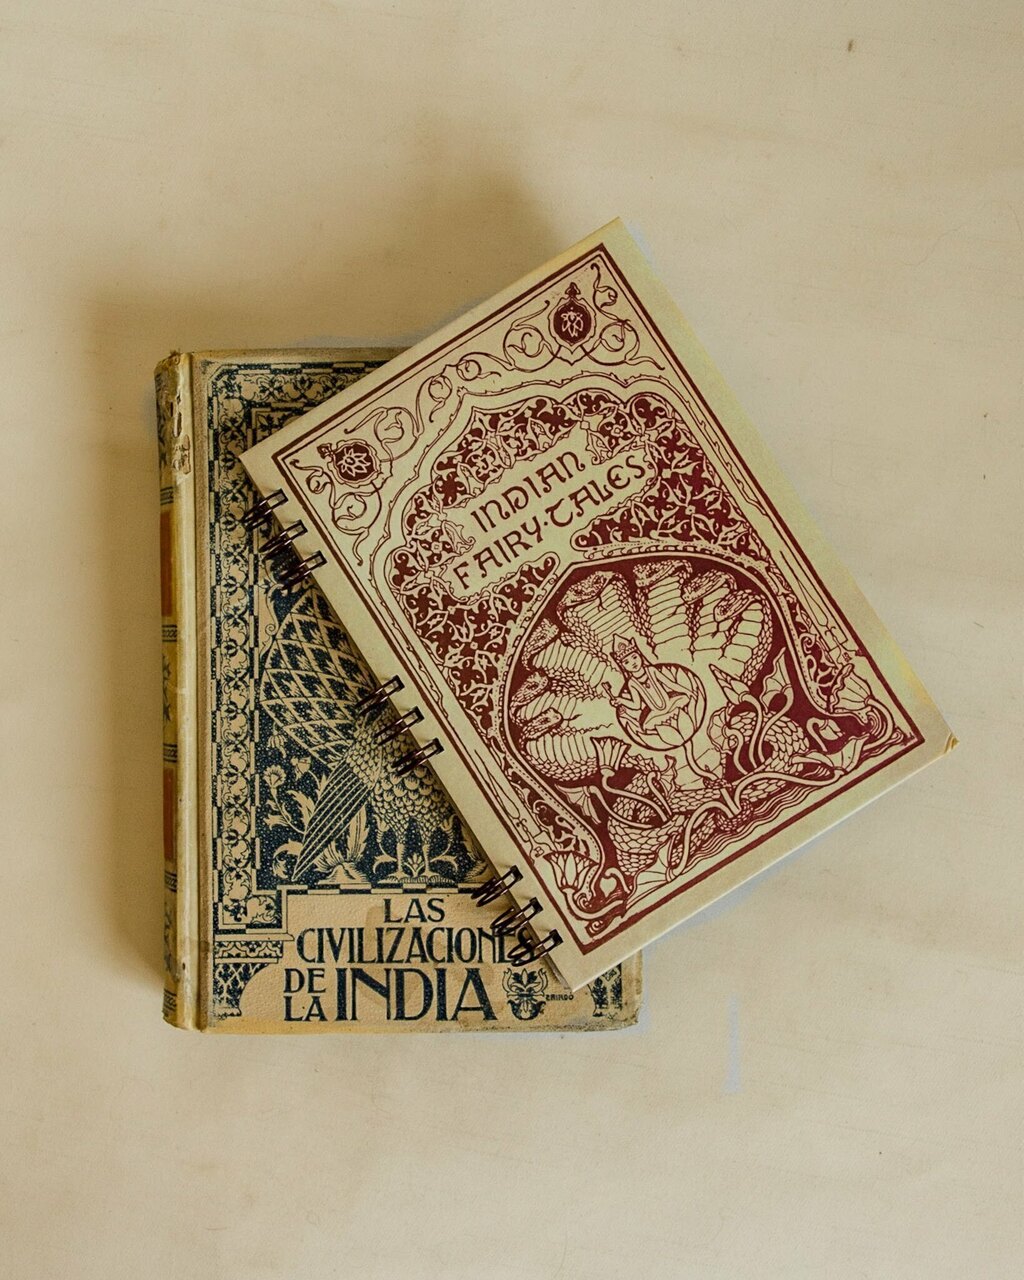 INDIAN
FAIRY·TALES
LAS
CIVILIZACIONE
DE
LA INDIA